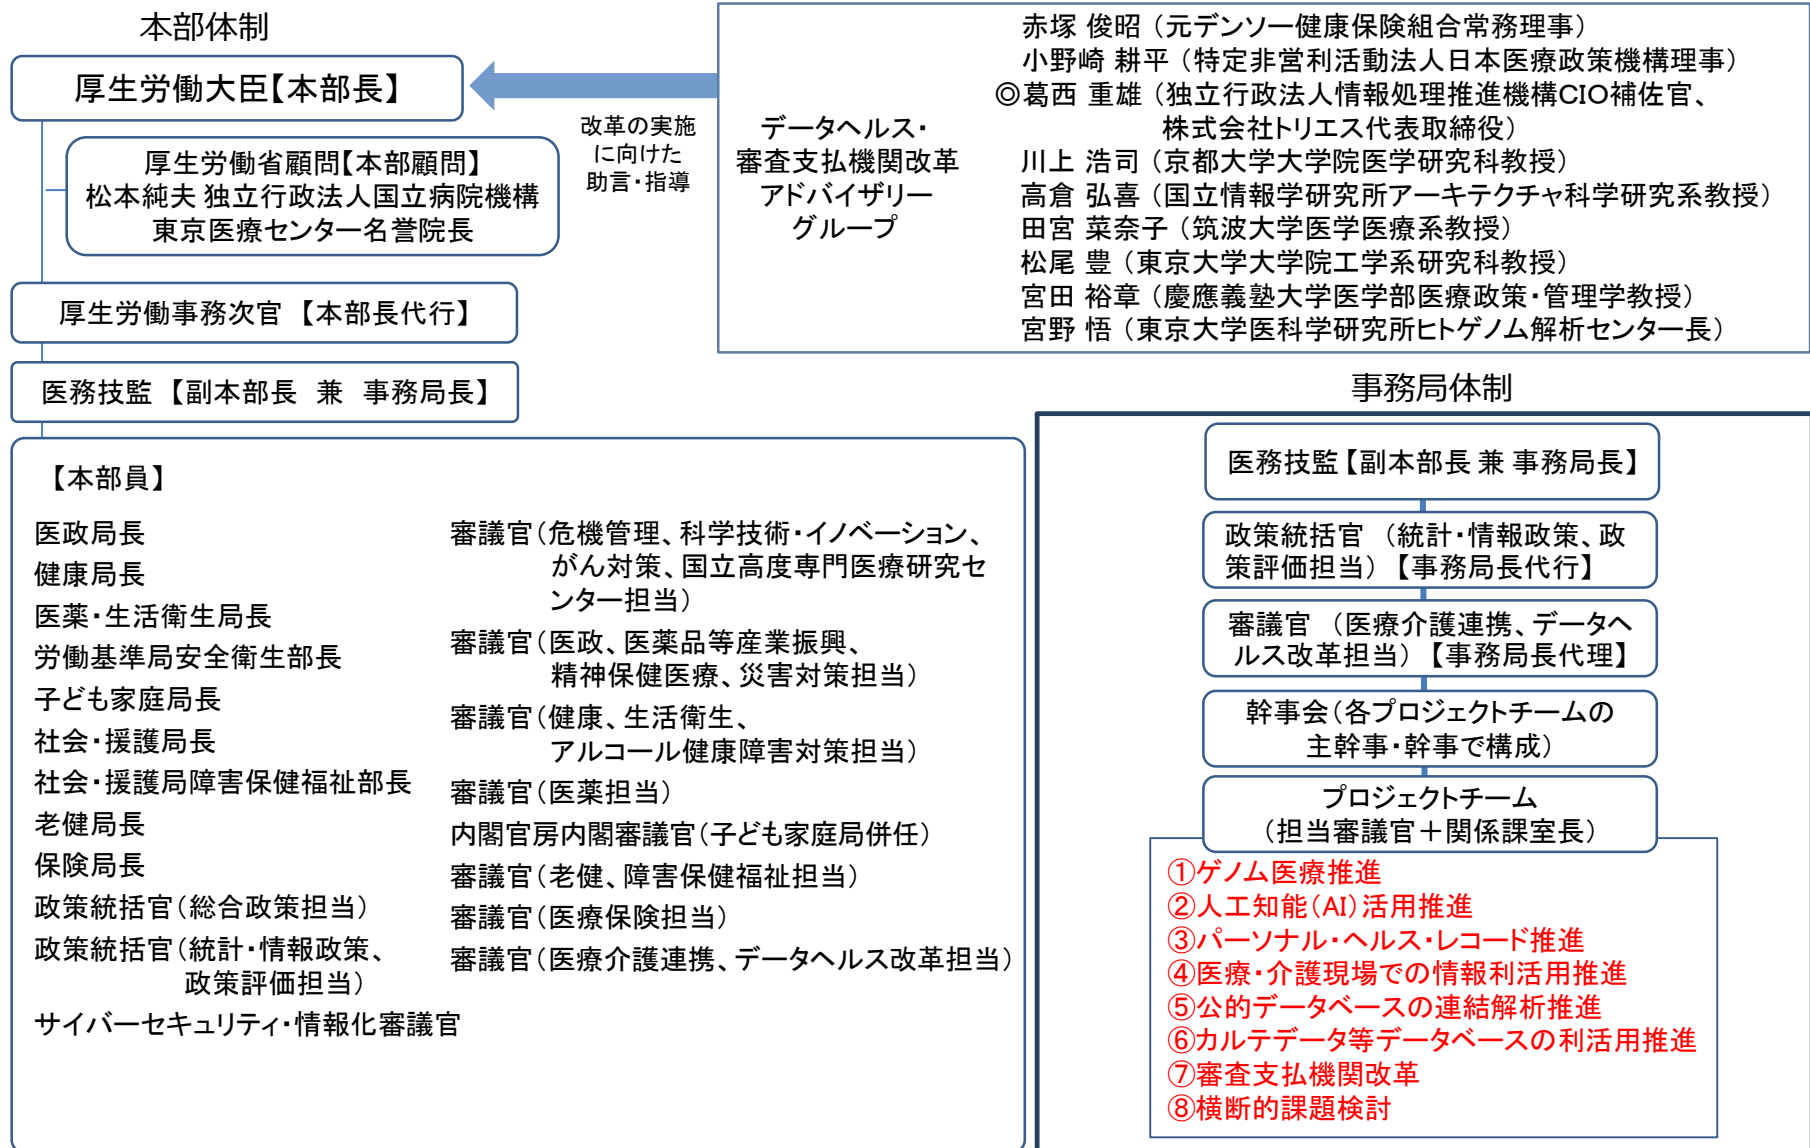 本部体制
厚生労働大臣【本部長】
厚生労働省顧問【本部顧問】
松本純夫 独立行政法人国立病院機構
東京医療センター名誉院長
厚生労働事務次官 【本部長代行】
医務技監 【副本部長 兼 事務局長】
改革の実施
に向けた
助言・指導
データヘルス・
審査支払機関改革
アドバイザリー
グループ
赤塚 俊昭（元デンソー健康保険組合常務理事）
小野崎 耕平（特定非営利活動法人日本医療政策機構理事）
◎葛西 重雄（独立行政法人情報処理推進機構CIO補佐官、
株式会社トリエス代表取締役）
川上 浩司（京都大学大学院医学研究科教授）
高倉 弘喜（国立情報学研究所アーキテクチャ科学研究系教授）
田宮 菜奈子（筑波大学医学医療系教授）
松尾 豊（東京大学大学院工学系研究科教授）
宮田 裕章（慶應義塾大学医学部医療政策・管理学教授）
宮野 悟（東京大学医科学研究所ヒトゲノム解析センター長）
【本部員】
医政局長
健康局長
医薬・生活衛生局長
労働基準局安全衛生部長
子ども家庭局長
社会・援護局長
社会・援護局障害保健福祉部長
老健局長
保険局長
政策統括官（総合政策担当）
政策統括官（統計・情報政策、
政策評価担当）
サイバーセキュリティ・情報化審議官
審議官（危機管理、科学技術・イノベーション、
がん対策、国立高度専門医療研究セ
ンター担当）
審議官（医政、医薬品等産業振興、
精神保健医療、災害対策担当）
審議官（健康、生活衛生、
アルコール健康障害対策担当）
審議官（医薬担当）
内閣官房内閣審議官（子ども家庭局併任）
審議官（老健、障害保健福祉担当）
審議官（医療保険担当）
審議官（医療介護連携、データヘルス改革担当）
事務局体制
医務技監【副本部長 兼 事務局長】
政策統括官 （統計・情報政策、政
策評価担当）【事務局長代行】
審議官 （医療介護連携、データヘ
ルス改革担当）【事務局長代理】
幹事会（各プロジェクトチームの
主幹事・幹事で構成）
プロジェクトチーム
（担当審議官＋関係課室長）
①ゲノム医療推進
②人工知能（AI）活用推進
③パーソナル・ヘルス・レコード推進
④医療・介護現場での情報利活用推進
⑤公的データベースの連結解析推進
⑥カルテデータ等データベースの利活用推進
⑦審査支払機関改革
⑧横断的課題検討